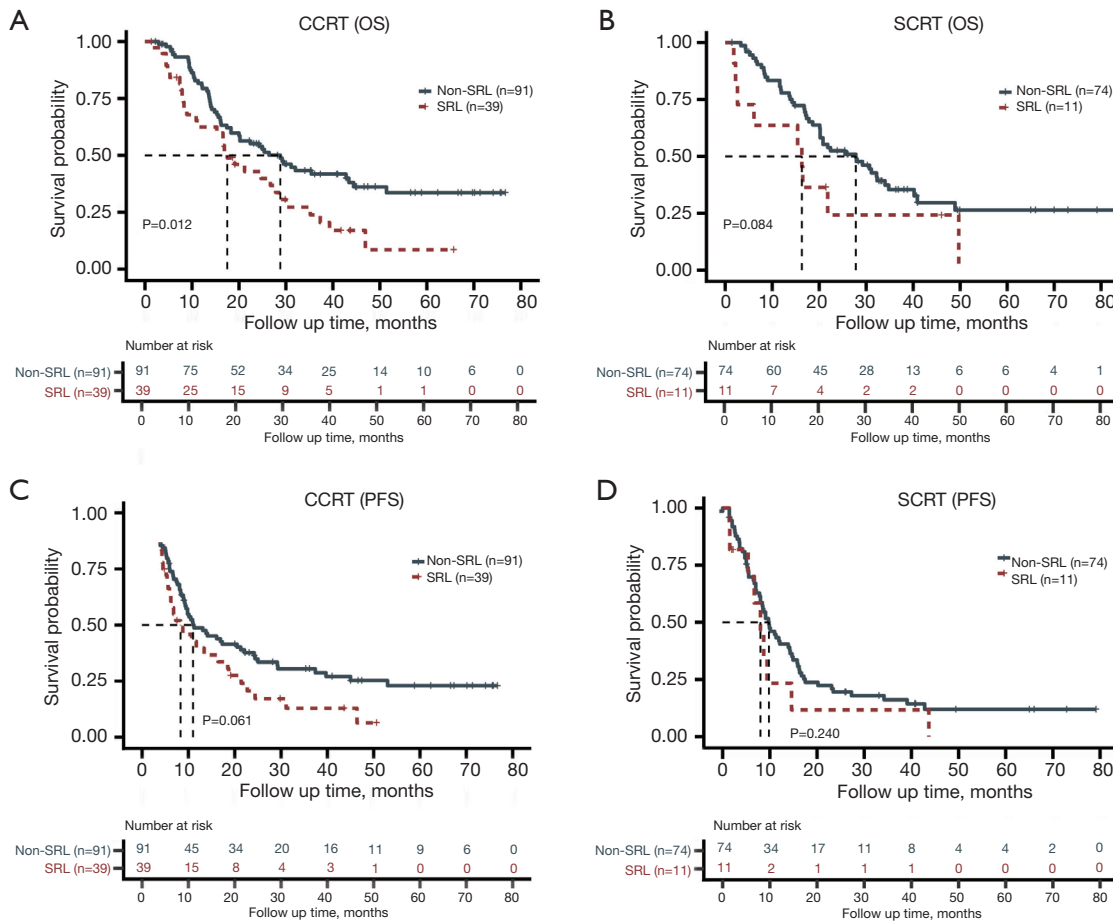 A
CCRT (OS)
1.00
0.75
0.50
0.25
0.00
Survival probability
Non-SRL (n=91)
SRL (n=39)
P=0.012
0 10 20 30 40 50 60 70 80
Follow up time, months
Number at risk
Non-SRL (n=91) 91 75 52 34 25 14 10 6 0
SRL (n=39) 39 25 15 9 5 1 1 0 0
0 10 20 30 40 50 60 70 80
Follow up time, months
B
SCRT (OS)
1.00
0.75
0.50
0.25
0.00
Survival probability
Non-SRL (n=74)
SRL (n=11)
P=0.084
0 10 20 30 40 50 60 70 80
Follow up time, months
Number at risk
Non-SRL (n=74) 74 60 45 28 13 6 6 4 1
SRL (n=11) 11 7 4 2 2 0 0 0 0
0 10 20 30 40 50 60 70 80
Follow up time, months
C
CCRT (PFS)
1.00
0.75
0.50
0.25
0.00
Survival probability
Non-SRL (n=91)
SRL (n=39)
P=0.061
0 10 20 30 40 50 60 70 80
Follow up time, months
Number at risk
Non-SRL (n=91) 91 45 34 20 16 11 9 6 0
SRL (n=39) 39 15 8 4 3 1 0 0 0
0 10 20 30 40 50 60 70 80
Follow up time, months
D
SCRT (PFS)
1.00
0.75
0.50
0.25
0.00
Survival probability
Non-SRL (n=74)
SRL (n=11)
P=0.240
0 10 20 30 40 50 60 70 80
Follow up time, months
Number at risk
Non-SRL (n=74) 74 34 17 11 8 4 4 2 0
SRL (n=11) 11 2 1 1 1 0 0 0 0
0 10 20 30 40 50 60 70 80
Follow up time, months